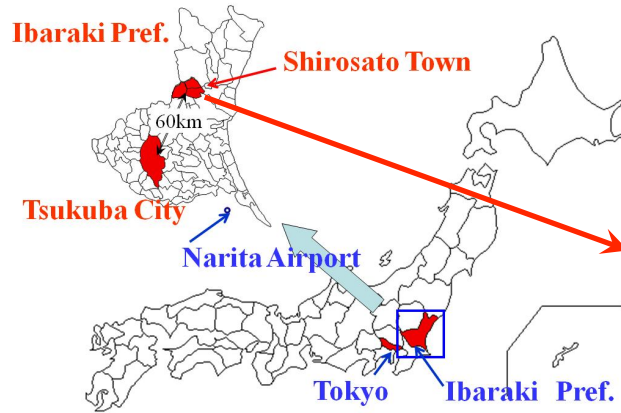 Ibaraki Pref.
Shirosato Town
60km
Tsukuba City
Narita Airport
Tokyo
Ibaraki Pref.